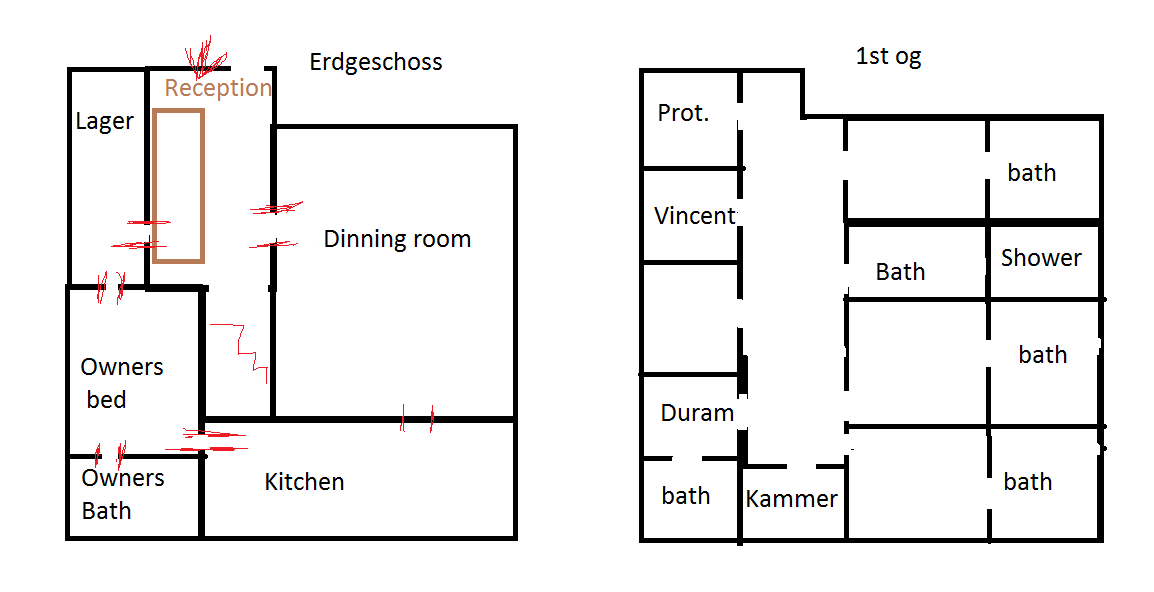 Erdgeschoss
Reception
Lager
Dinning room
Owners
bed
Owners
Bath
Kitchen
1st og
Prot.
bath
Vincent
Bath
Shower
bath
Duram
bath
Kammer
bath